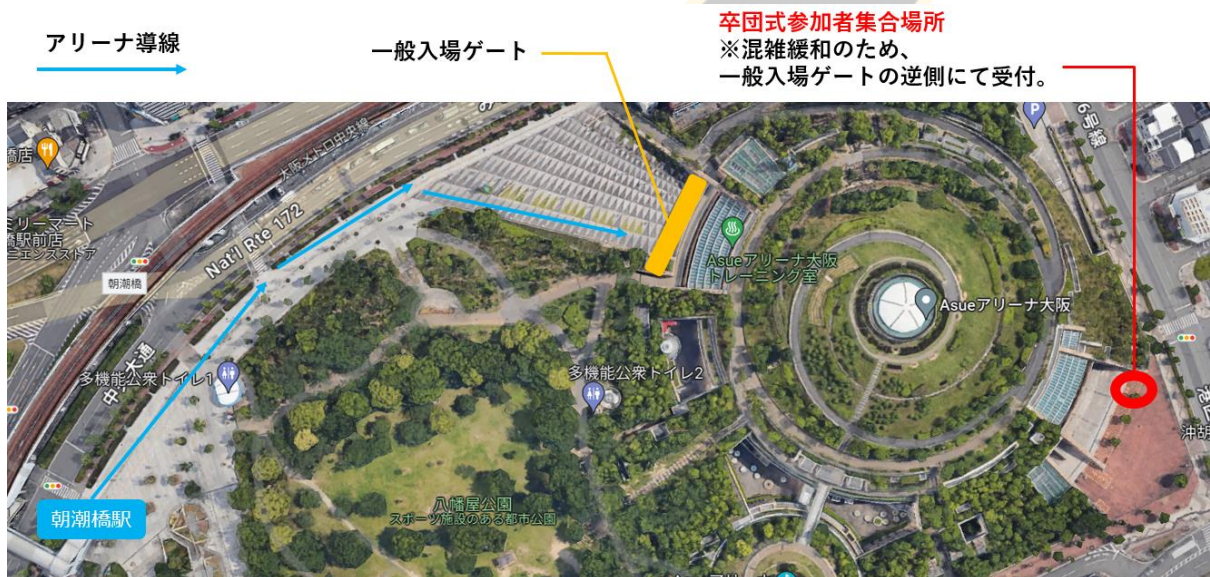 アリーナ導線
一般入場ゲート
卒団式参加者集合場所
※混雑緩和のため、
一般入場ゲートの逆側にて受付。
橋店
大阪メトロ中央線
Nat'l Rte 172
ミリーマート
橋駅前店
ニエンスストア
朝潮橋
中央大通
多機能公衆トイレ1
Asueアリーナ大阪
トレーニング室
Asueアリーナ大阪
多機能公衆トイレ2
P
6号線
朝潮橋駅
八幡屋公園
スポーツ施設のある都市公園